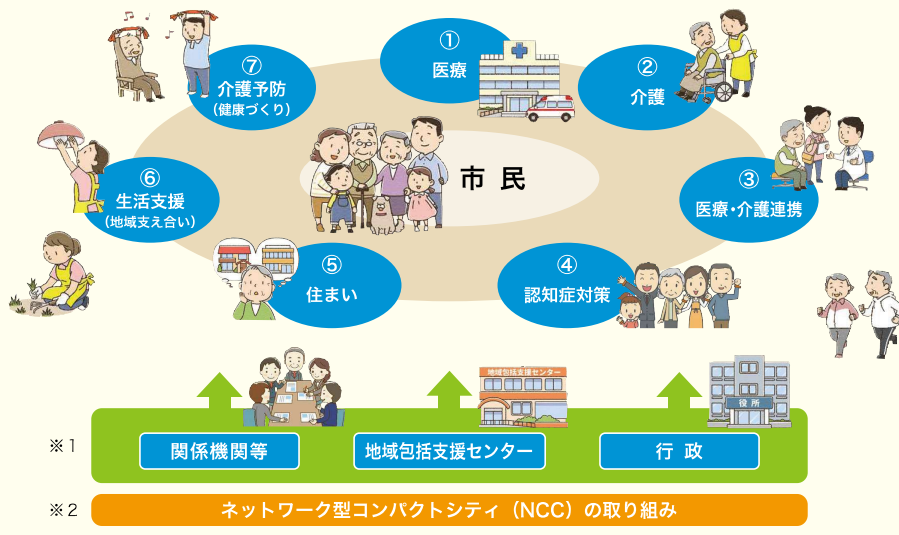 ①
医療
②
介護
③
医療・介護連携
④
認知症対策
⑤
住まい
⑥
生活支援
（地域支え合い）
⑦
介護予防
（健康づくり）
市民
地域包括支援センター
役所
※1
関係機関等
地域包括支援センター
行政
※2
ネットワーク型コンパクトシティ（NCC）の取り組み